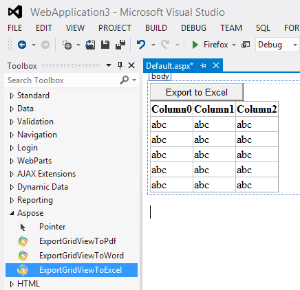 WebApplication3 - Microsoft Visual Studio
FILE EDIT VIEW PROJECT BUILD DEBUG TEAM
Firefox Debug
Toolbox
Search Toolbox
Standard
Data
Validation
Navigation
Login
WebParts
AJAX Extensions
Dynamic Data
Reporting
Aspose
Pointer
ExportGridViewToPdf
ExportGridViewToWord
ExportGridViewToExcel
HTML
Default.aspx*
body
Export to Excel
Column0 Column1 Column2
abc abc abc
abc abc abc
abc abc abc
abc abc abc
abc abc abc